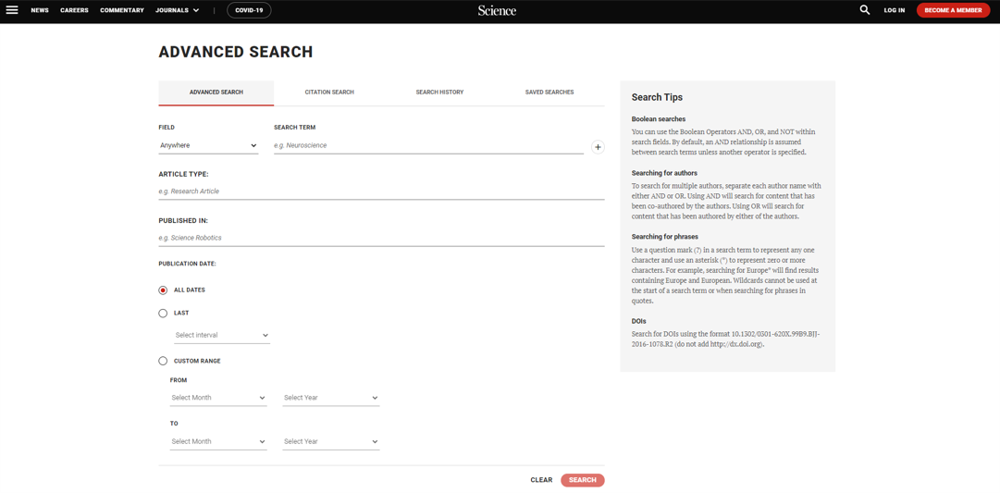 NEWS CAREERS COMMENTARY JOURNALS | COVID-19 Science LOG IN BECOME A MEMBER
ADVANCED SEARCH
ADVANCED SEARCH CITATION SEARCH SEARCH HISTORY SAVED SEARCHES
FIELD SEARCH TERM
Anywhere e.g. Neuroscience +
ARTICLE TYPE:
e.g. Research Article
PUBLISHED IN:
e.g. Science Robotics
PUBLICATION DATE:
ALL DATES
LAST
Select interval
CUSTOM RANGE
FROM
Select Month Select Year
TO
Select Month Select Year
CLEAR SEARCH
Search Tips
Boolean searches
You can use the Boolean Operators AND, OR, and NOT within
search fields. By default, an AND relationship is assumed
between search terms unless another operator is specified.
Searching for authors
To search for multiple authors, separate each author name with
either AND or OR. Using AND will search for content that has
been co-authored by the authors. Using OR will search for
content that has been authored by either of the authors.
Searching for phrases
Use a question mark (?) in a search term to represent any one
character and use an asterisk (*) to represent zero or more
characters. For example, searching for Europe* will find results
containing Europe and European. Wildcards cannot be used at
the start of a search term or when searching for phrases in
quotes.
DOIs
Search for DOIs using the format 10.1302/0301-620X.99B9.BJJ-
2016-1078.R2 (do not add http://dx.doi.org).